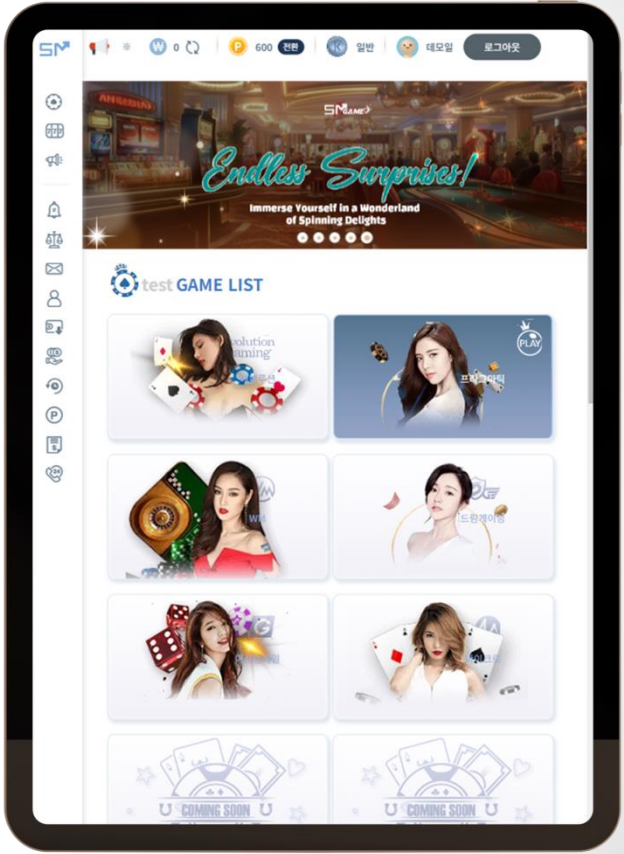 SN
W 0
P 600 전환
K 일반
데모일
로그아웃
SN GAME
Endless Surprises!
Immerse Yourself in a Wonderland
of Spinning Delights
test GAME LIST
PLAY
프라그마틱
드림게이밍
COMING SOON
COMING SOON